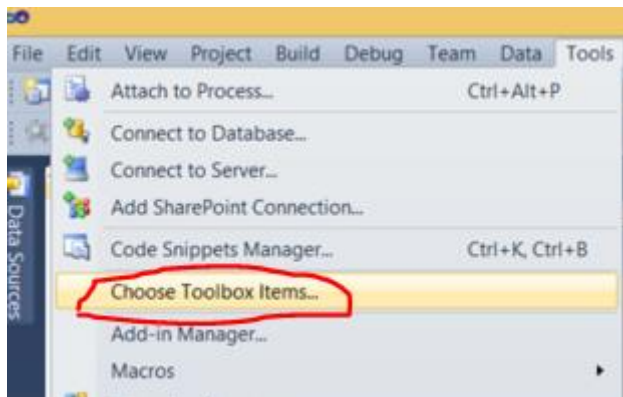 File Edit View Project Build Debug Team Data Tools
Attach to Process... Ctrl+Alt+P
Connect to Database...
Connect to Server...
Add SharePoint Connection...
Code Snippets Manager... Ctrl+K, Ctrl+B
Choose Toolbox Items...
Add-in Manager...
Macros
Data Sources